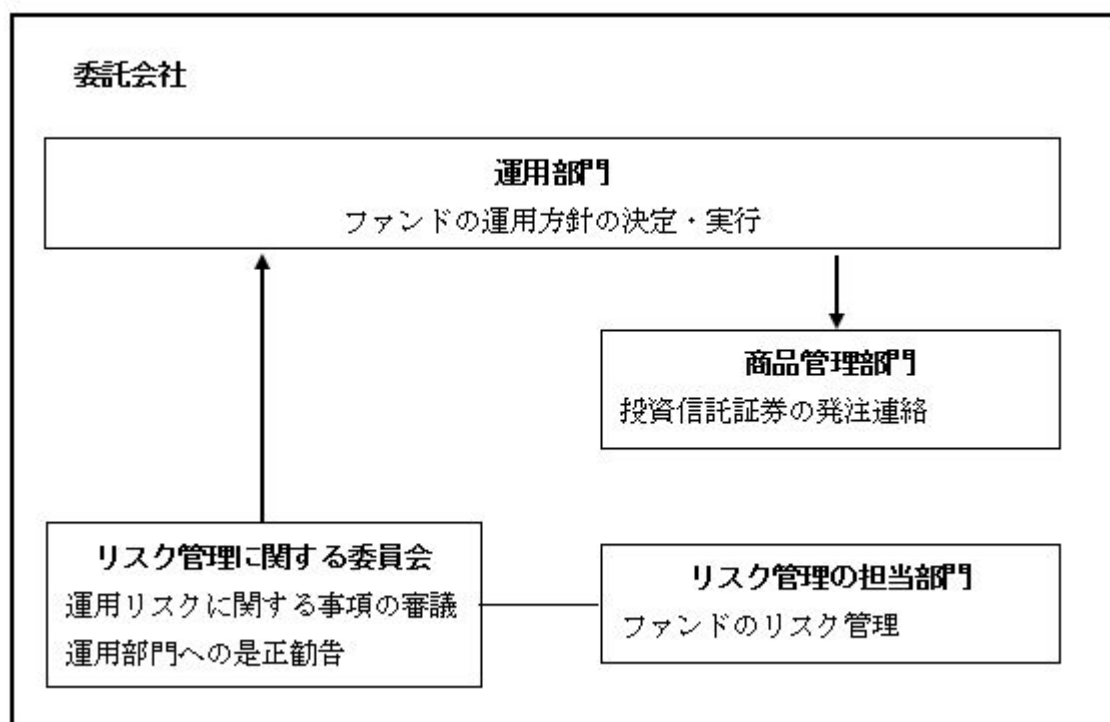 委託会社
運用部門
ファンドの運用方針の決定・実行
商品管理部門
投資信託証券の発注連絡
リスク管理に関する委員会
運用リスクに関する事項の審議
運用部門への是正勧告
リスク管理の担当部門
ファンドのリスク管理